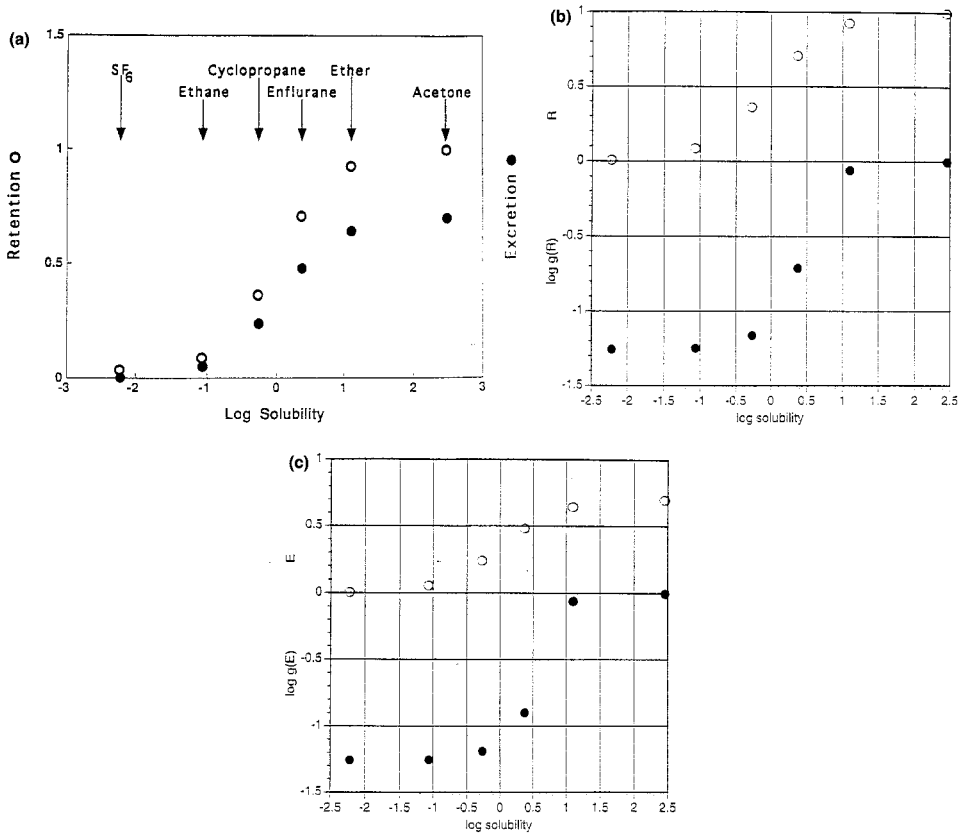 (a)
1.5
1
0.5
0
SF6
Cyclopropane
Ether
Ethane
Enflurane
Acetone
Retention O
Excretion ●
-3
-2
-1
0
1
2
3
Log Solubility
(b)
1
0.5
0
-0.5
-1
-1.5
R
log g(R)
-2.5
-2
-1.5
-1
-0.5
0
0.5
1
1.5
2
2.5
log solubility
(c)
1
0.5
0
-0.5
-1
-1.5
E
log g(E)
-2.5
-2
-1.5
-1
-0.5
0
0.5
1
1.5
2
2.5
log solubility